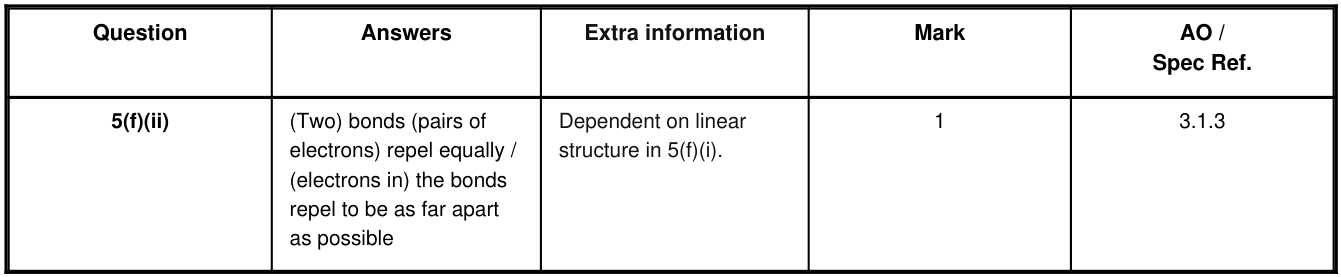 Question Answers Extra information Mark AO /
Spec Ref.
5(f)(ii) (Two) bonds (pairs of Dependent on linear 1 3.1.3
electrons) repel equally / structure in 5(f)(i).
(electrons in) the bonds
repel to be as far apart
as possible